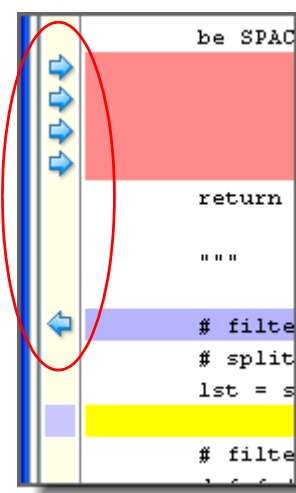 be SPAC
return
"""
# filte
# split
lst = s
# filte